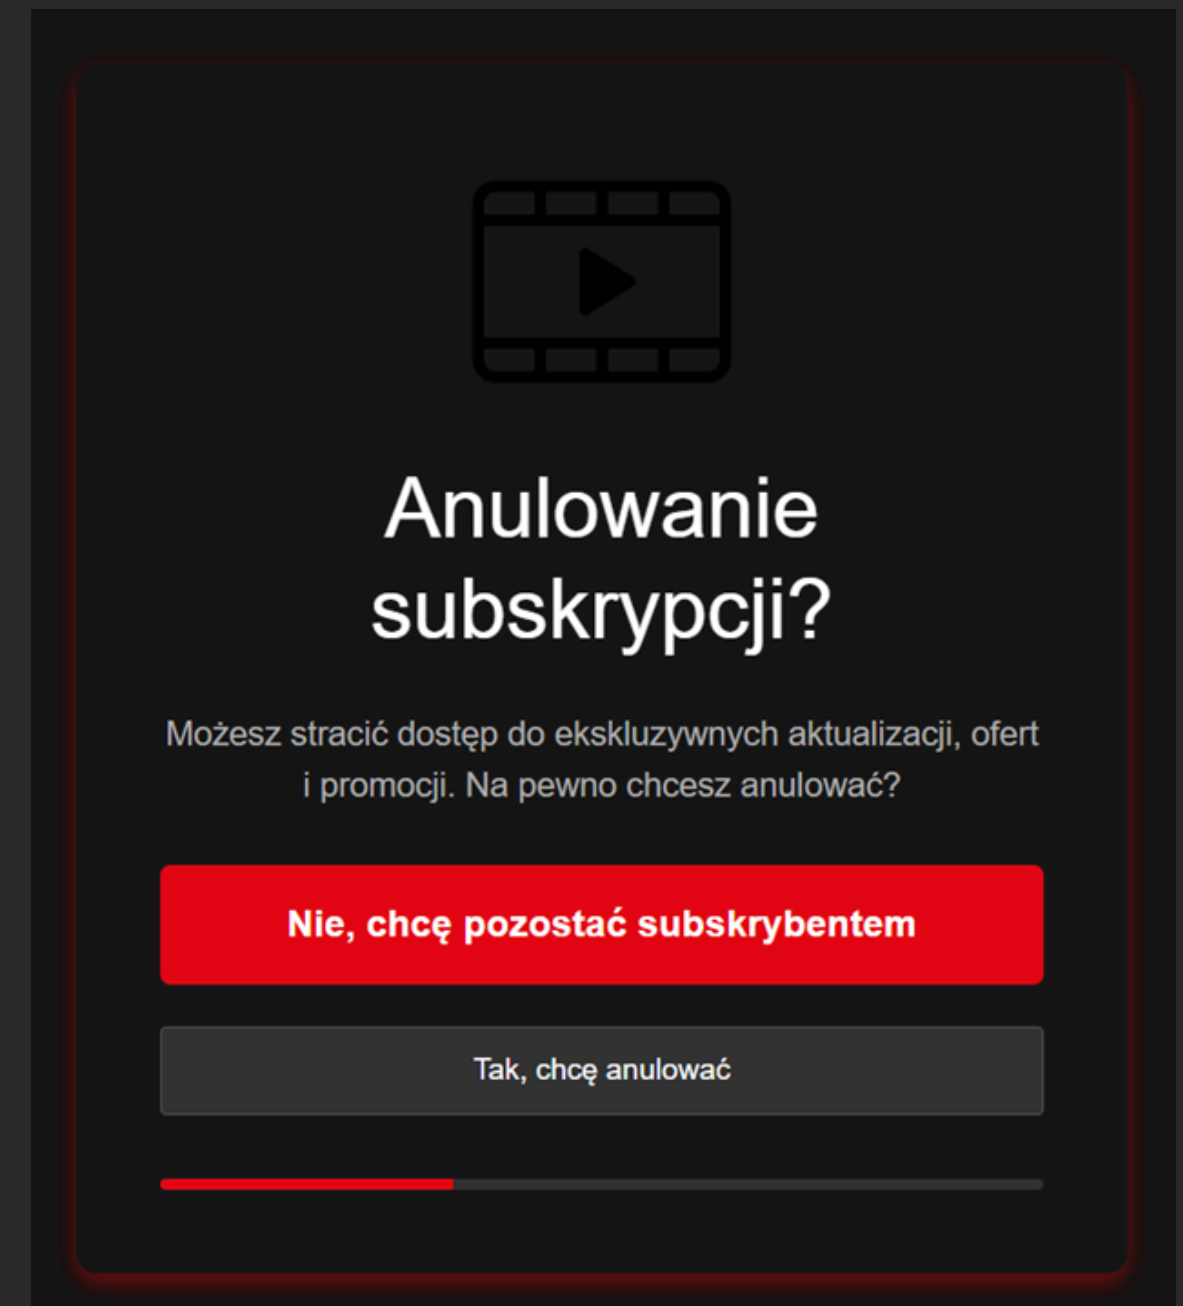 Anulowanie
subskrypcji?
Możesz stracić dostęp do ekskluzywnych aktualizacji, ofert
i promocji. Na pewno chcesz anulować?
Nie, chcę pozostać subskrybentem
Tak, chcę anulować